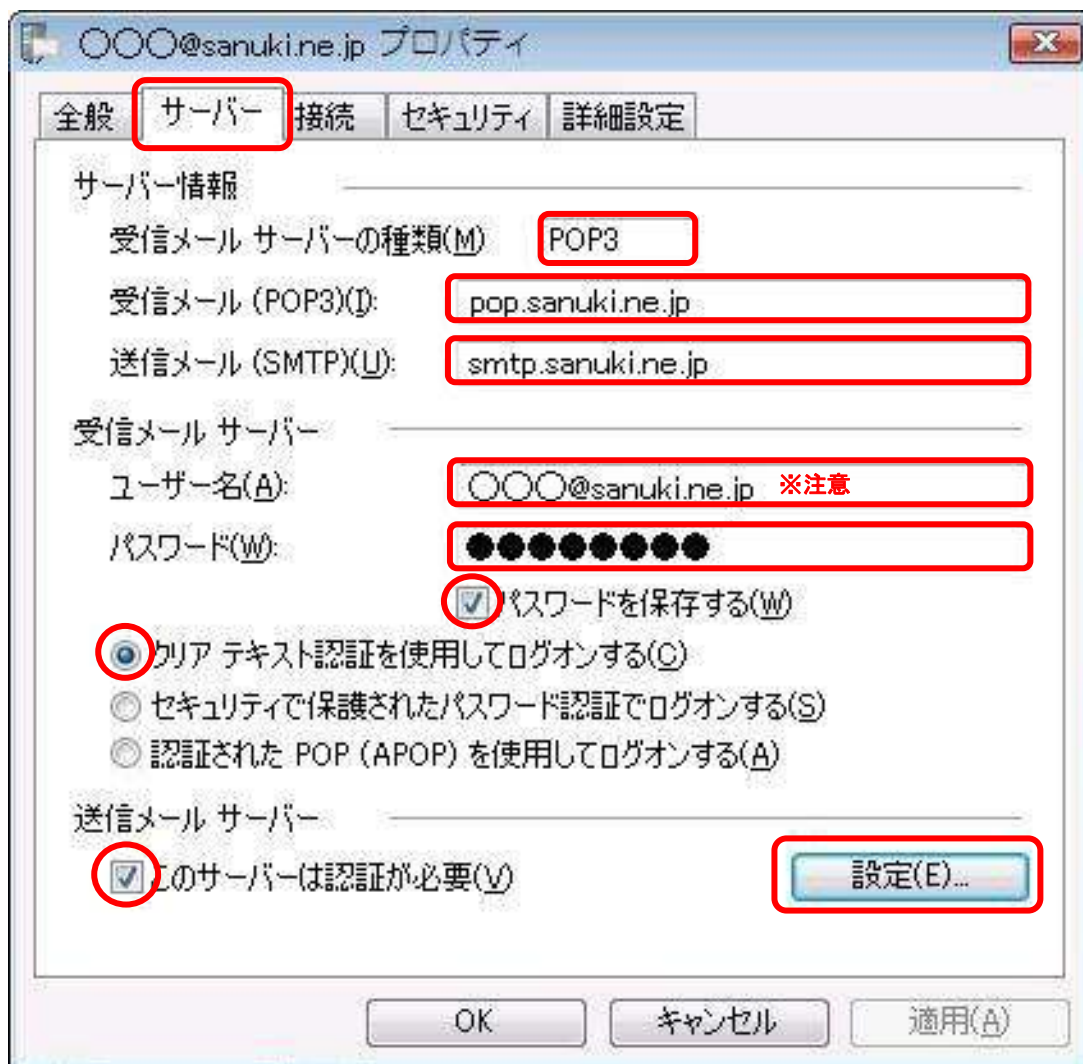 〇〇〇@sanuki.ne.jp プロパティ
全般 サーバー 接続 セキュリティ 詳細設定
サーバー情報
受信メール サーバーの種類(M) POP3
受信メール (POP3)(I): pop.sanuki.ne.jp
送信メール (SMTP)(U): smtp.sanuki.ne.jp
受信メール サーバー
ユーザー名(A): 〇〇〇@sanuki.ne.jp ※注意
パスワード(W): ●●●●●●●●
パスワードを保存する(W)
クリア テキスト認証を使用してログオンする(C)
セキュリティで保護されたパスワード認証でログオンする(S)
認証された POP (APOP) を使用してログオンする(A)
送信メール サーバー
このサーバーは認証が必要(V) 設定(E)...
OK キャンセル 適用(A)